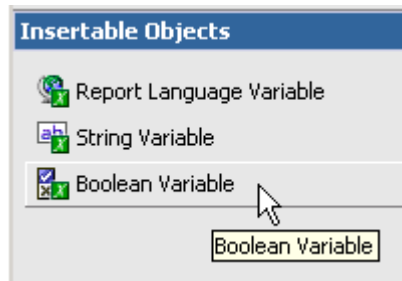 Insertable Objects
Report Language Variable
String Variable
Boolean Variable
Boolean Variable